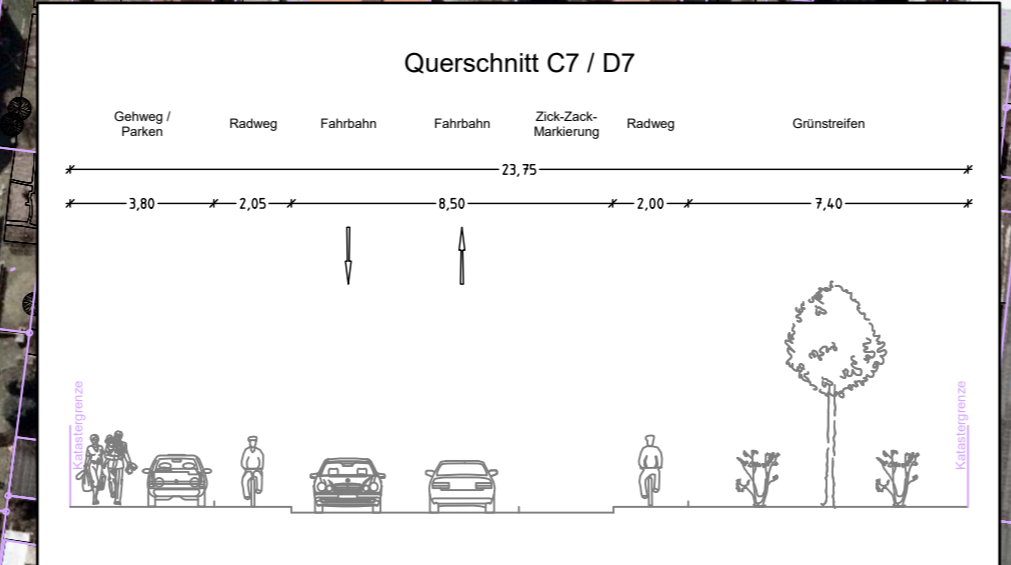 Querschnitt C7 / D7
Gehweg /
Parken
Radweg
Fahrbahn
Fahrbahn
Zick-Zack-
Markierung
Radweg
Grünstreifen
23,75
3,80
2,05
8,50
2,00
7,40
Katastergrenze
Katastergrenze